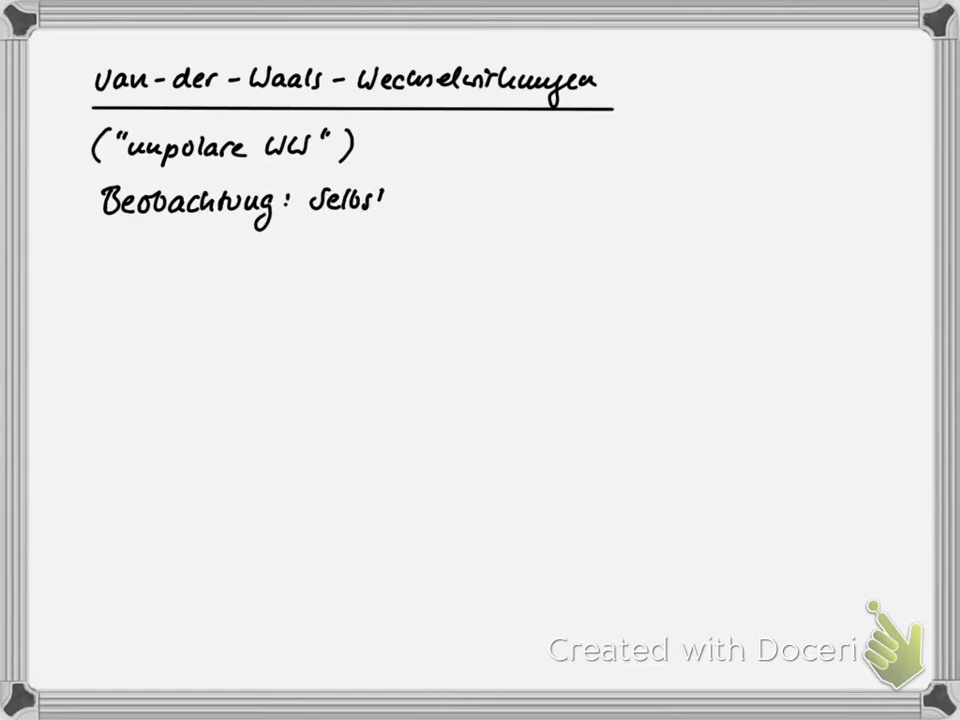 Van-der-Waals-Wechselwirkungen
("unpolare WW")
Beobachtung: Selbst
Created with Doceri